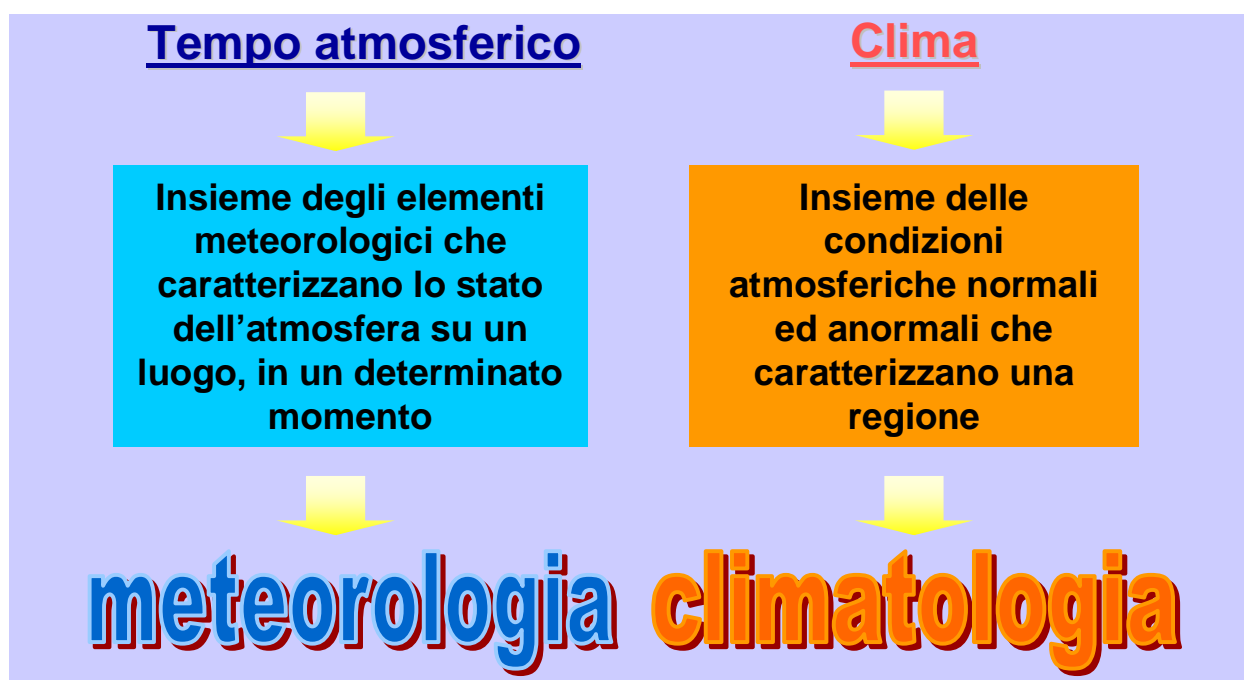 Tempo atmosferico
Insieme degli elementi
meteorologici che
caratterizzano lo stato
dell’atmosfera su un
luogo, in un determinato
momento
meteorologia
Clima
Insieme delle
condizioni
atmosferiche normali
ed anormali che
caratterizzano una
regione
climatologia